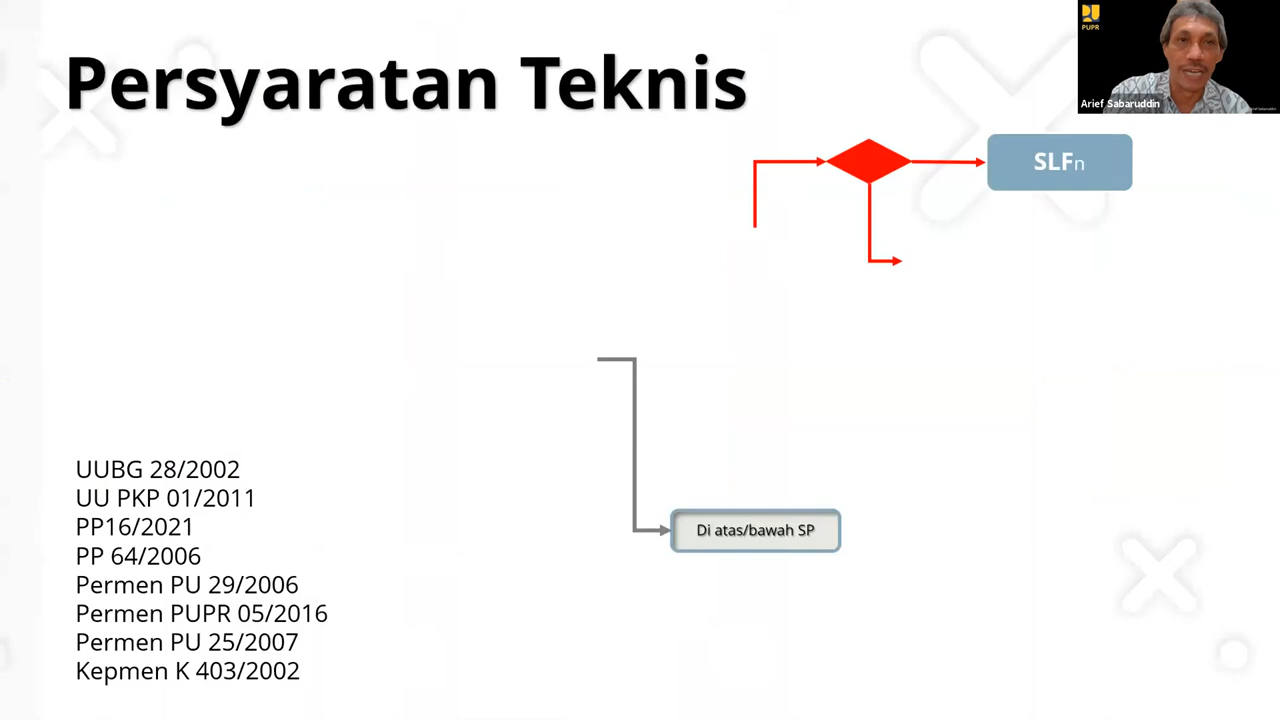 Persyaratan Teknis
PUPR
Arief Sabaruddin
SLFn
Di atas/bawah SP
UUBG 28/2002
UU PKP 01/2011
PP16/2021
PP 64/2006
Permen PU 29/2006
Permen PUPR 05/2016
Permen PU 25/2007
Kepmen K 403/2002